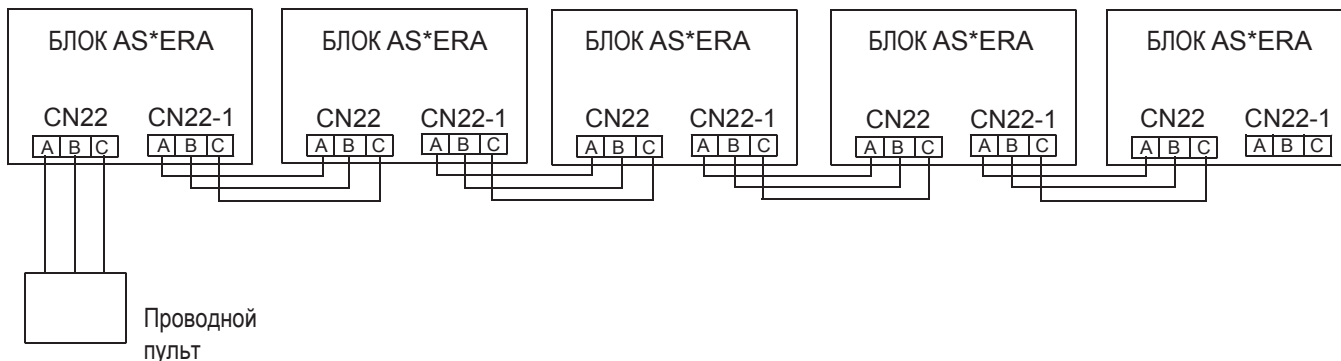 БЛОК AS*ERA БЛОК AS*ERA БЛОК AS*ERA БЛОК AS*ERA БЛОК AS*ERA
CN22 CN22-1 CN22 CN22-1 CN22 CN22-1 CN22 CN22-1 CN22 CN22-1
A B C A B C A B C A B C A B C A B C A B C A B C A B C A B C
Проводной
пульт